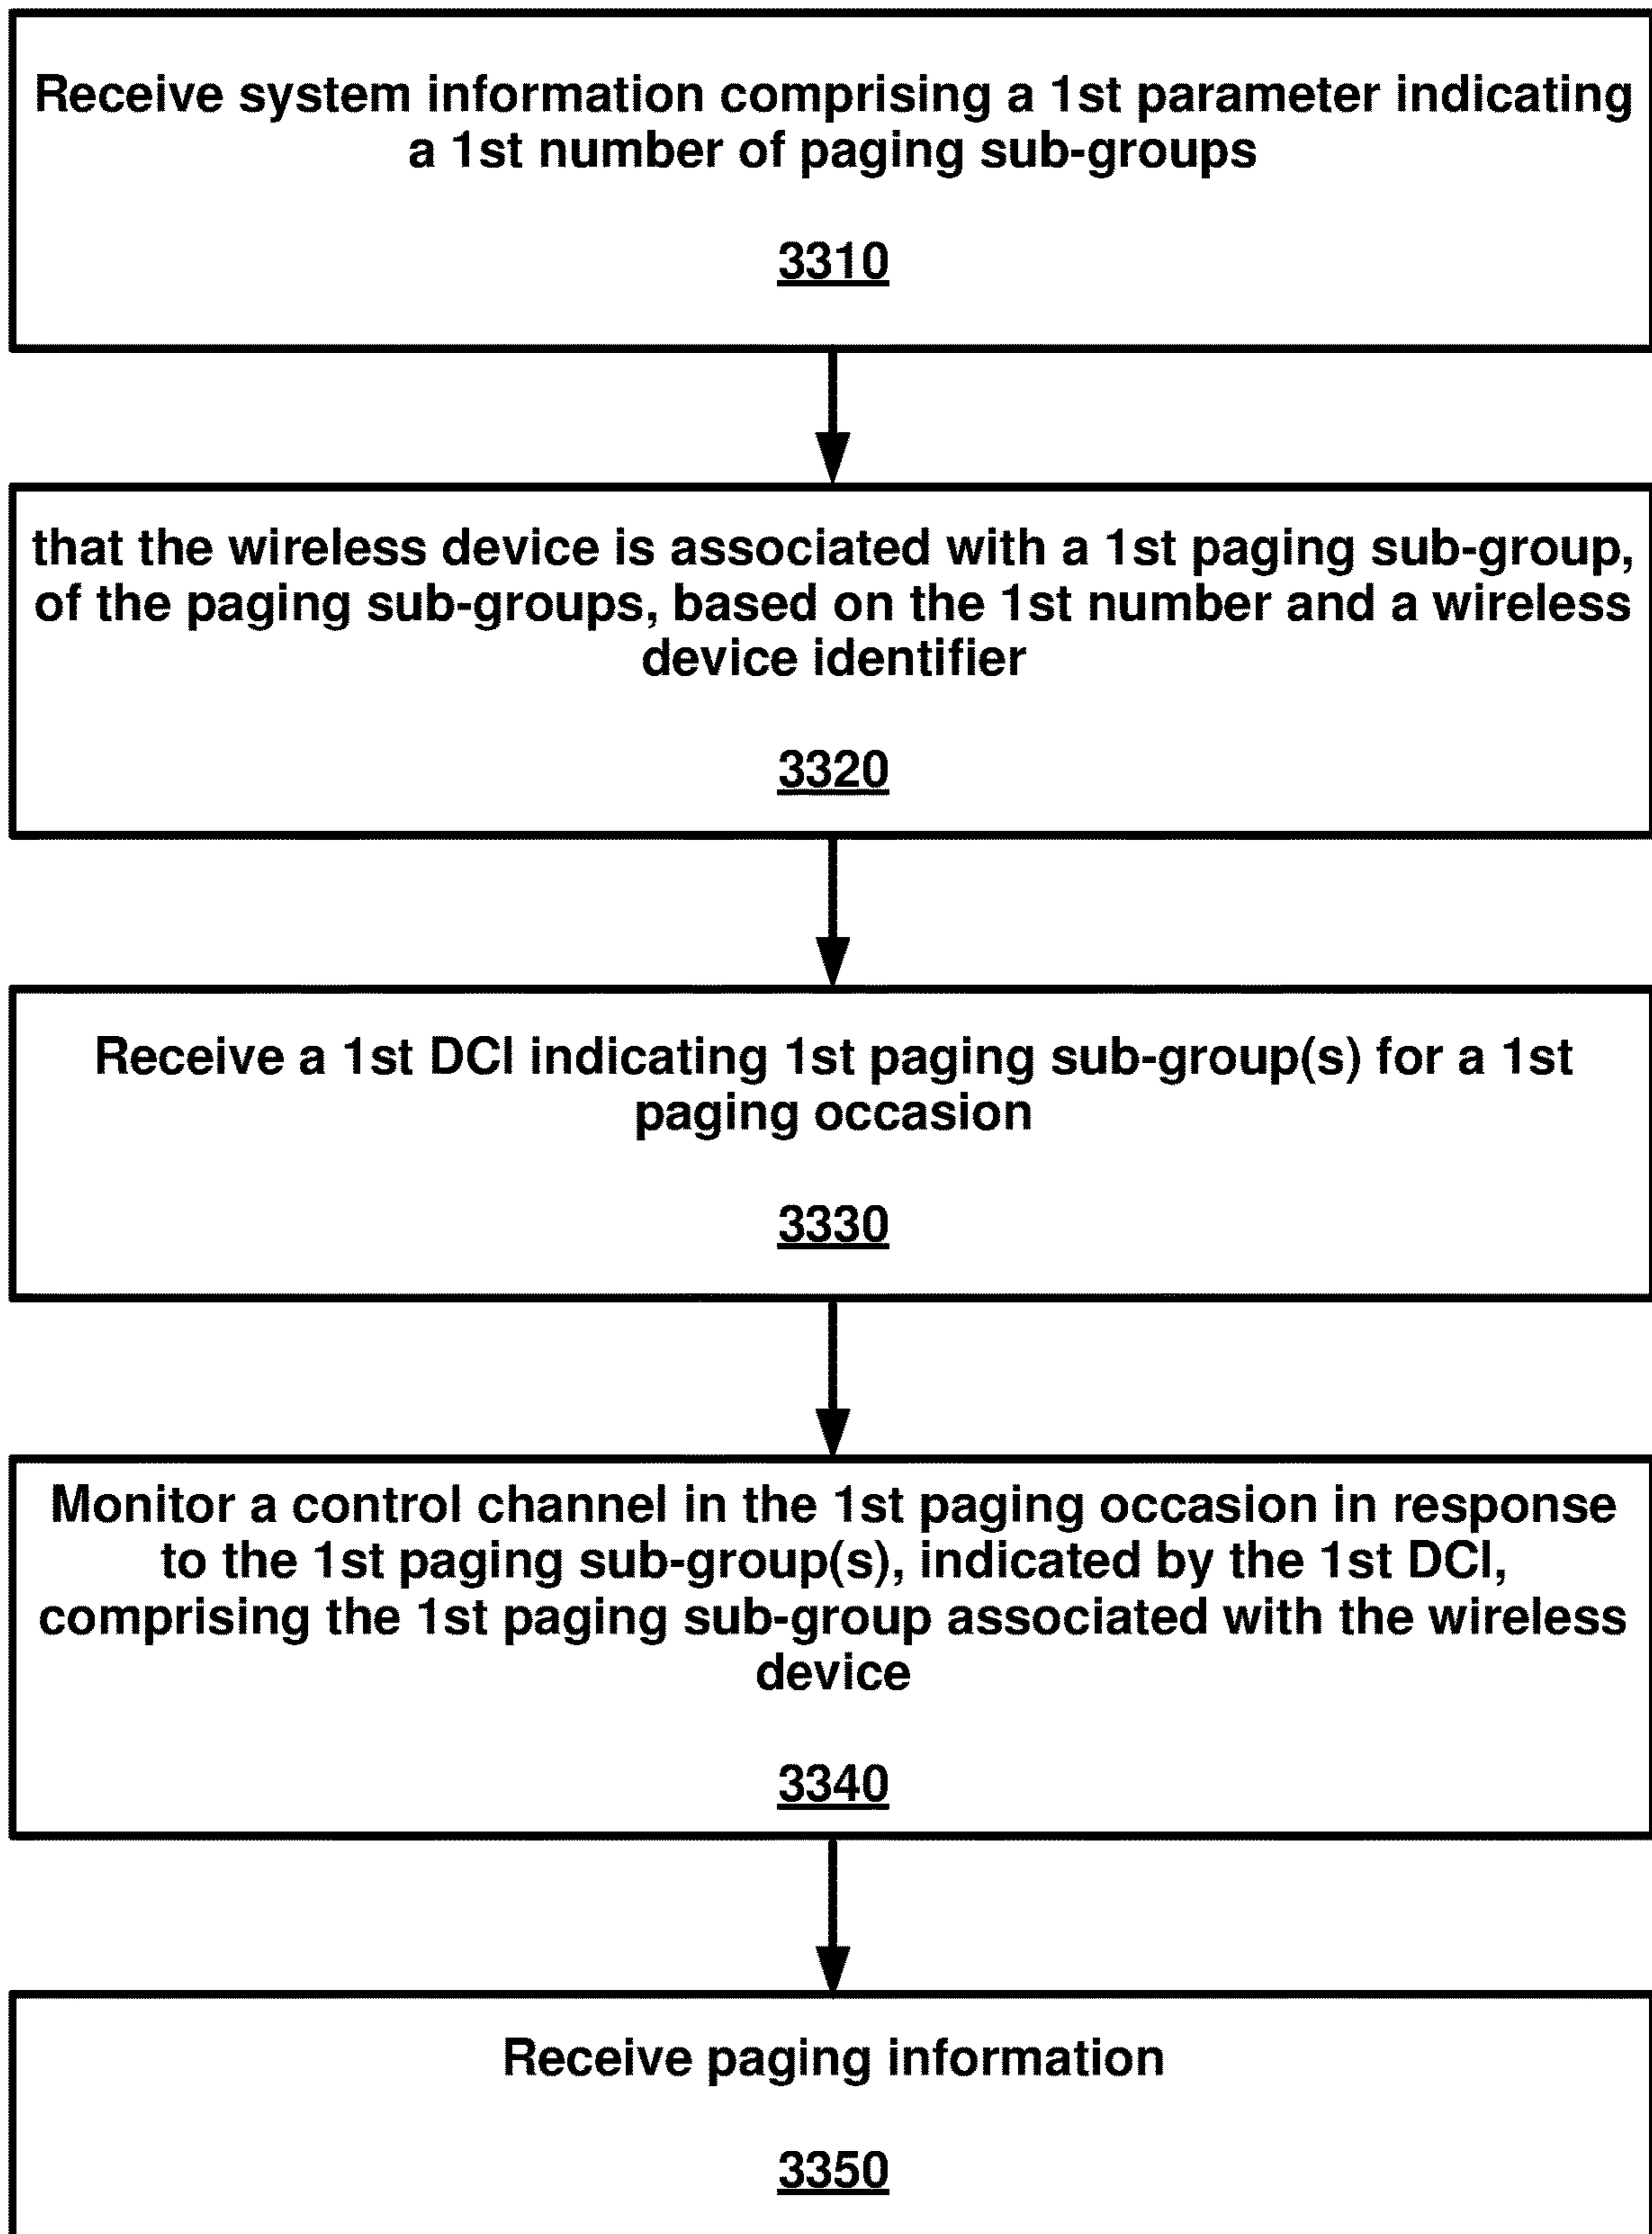 Receive system information comprising a 1st parameter indicating
a 1st number of paging sub-groups
3310
that the wireless device is associated with a 1st paging sub-group,
of the paging sub-groups, based on the 1st number and a wireless
device identifier
3320
Receive a 1st DCI indicating 1st paging sub-group(s) for a 1st
paging occasion
3330
Monitor a control channel in the 1st paging occasion in response
to the 1st paging sub-group(s), indicated by the 1st DCI,
comprising the 1st paging sub-group associated with the wireless
device
3340
Receive paging information
3350